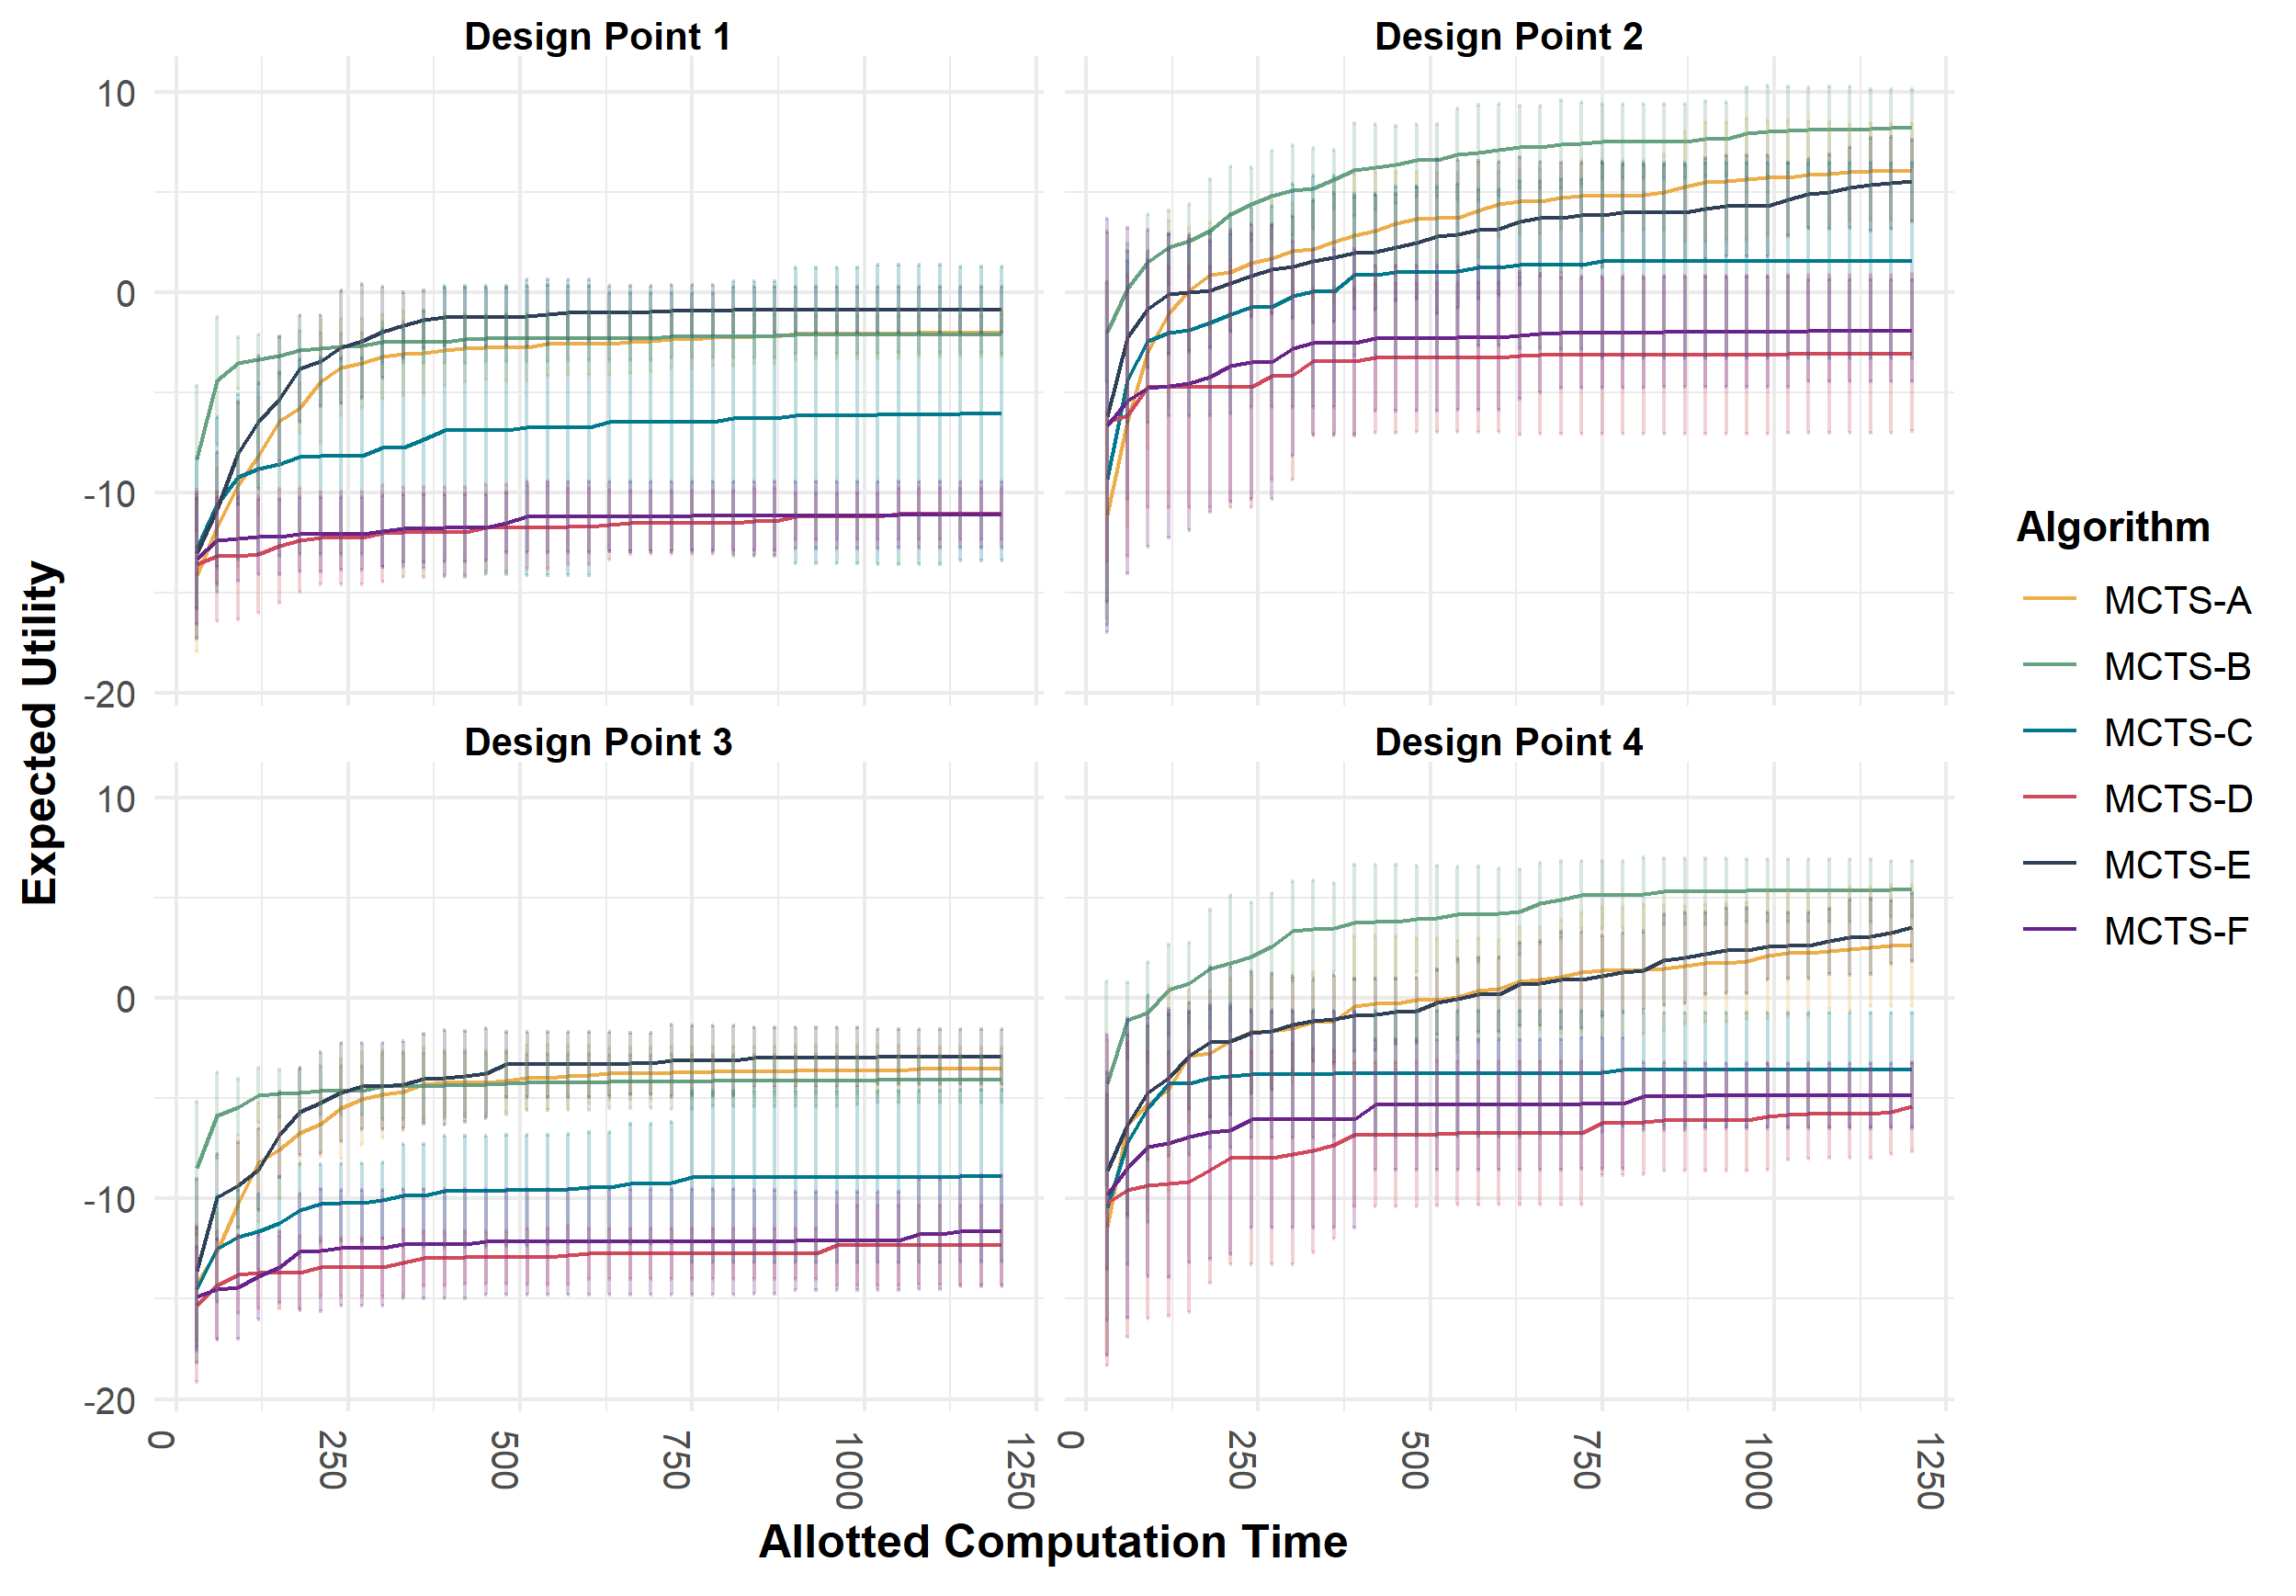 Design Point 1
Design Point 2
10
0
-10
-20
Design Point 3
Design Point 4
10
0
-10
-20
0
250
500
750
1000
1250
0
250
500
750
1000
1250
Expected Utility
Allotted Computation Time
Algorithm
MCTS-A
MCTS-B
MCTS-C
MCTS-D
MCTS-E
MCTS-F